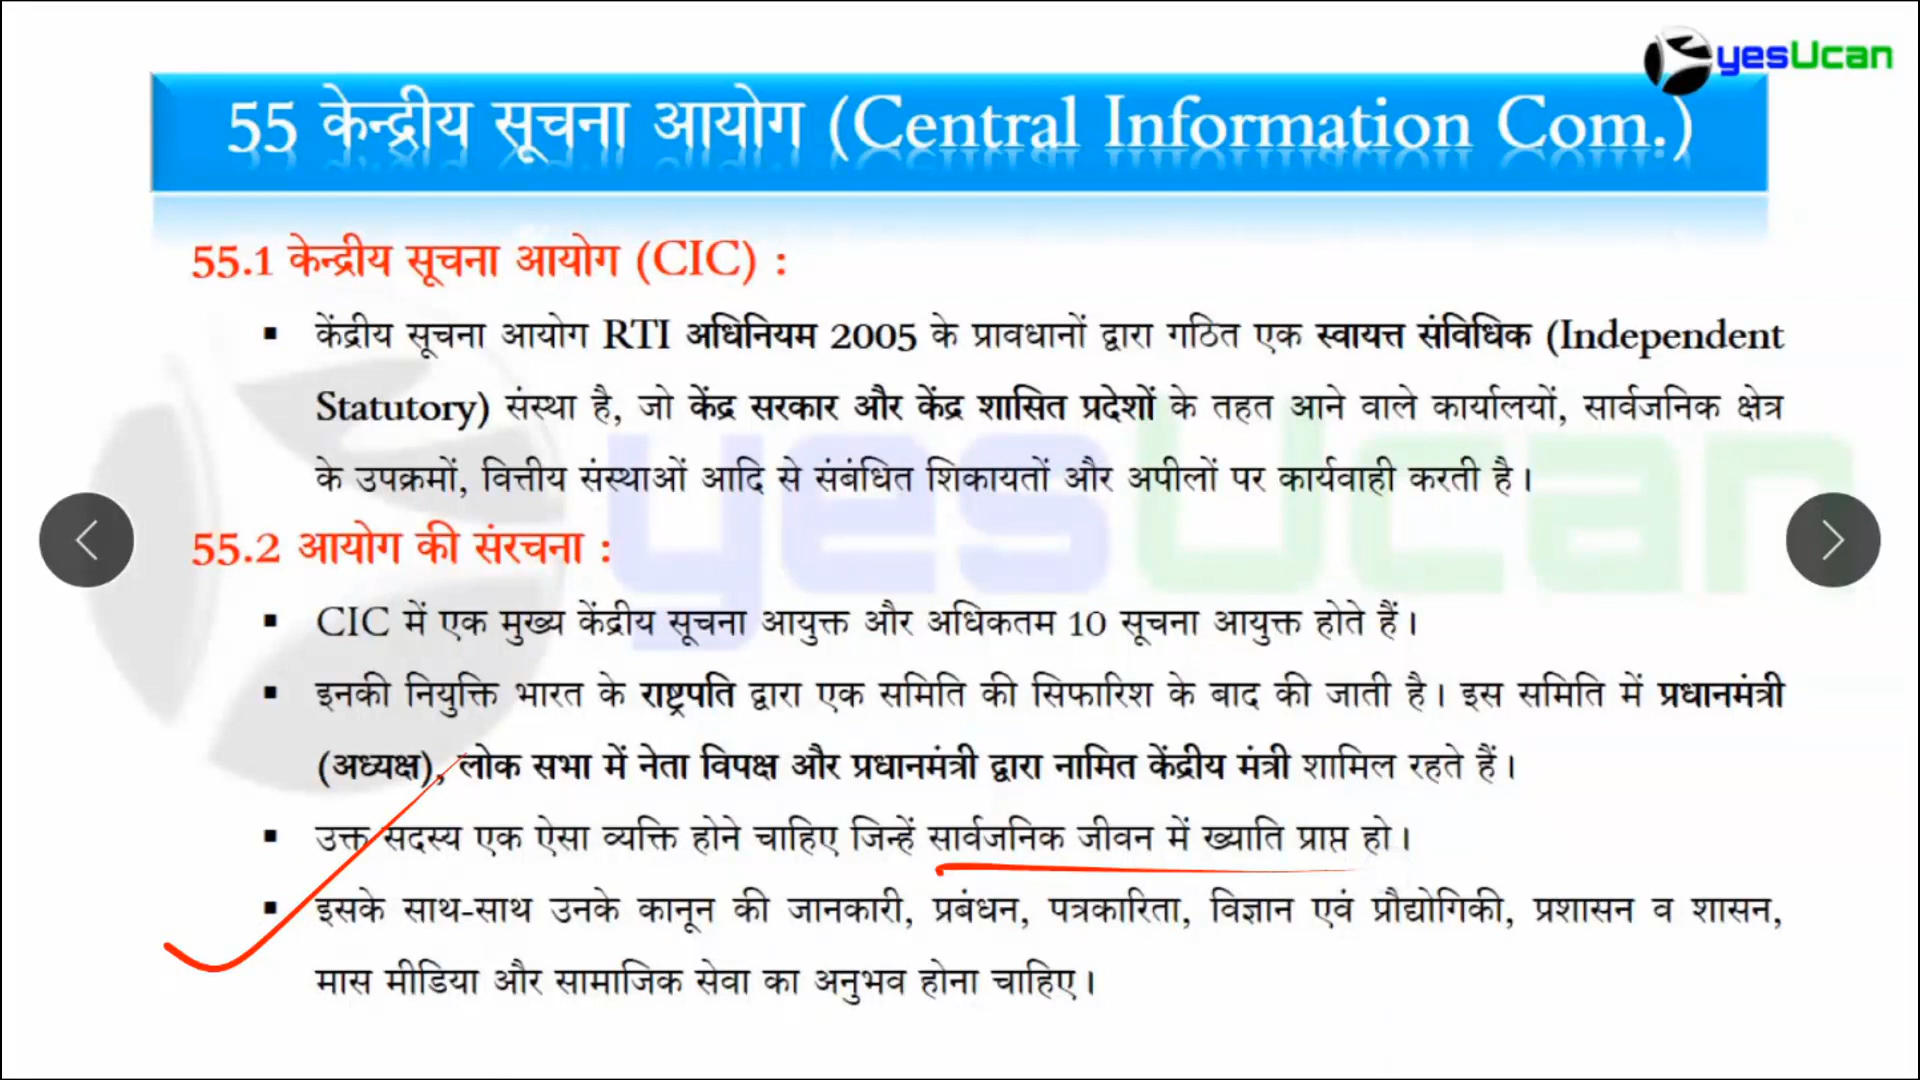 yesUcan
55 केन्द्रीय सूचना आयोग (Central Information Com.)
55.1 केन्द्रीय सूचना आयोग (CIC) :
▪ केंद्रीय सूचना आयोग RTI अधिनियम 2005 के प्रावधानों द्वारा गठित एक स्वायत्त संविधिक (Independent
Statutory) संस्था है, जो केंद्र सरकार और केंद्र शासित प्रदेशों के तहत आने वाले कार्यालयों, सार्वजनिक क्षेत्र
के उपक्रमों, वित्तीय संस्थाओं आदि से संबंधित शिकायतों और अपीलों पर कार्यवाही करती है।
55.2 आयोग की संरचना :
▪ CIC में एक मुख्य केंद्रीय सूचना आयुक्त और अधिकतम 10 सूचना आयुक्त होते हैं।
▪ इनकी नियुक्ति भारत के राष्ट्रपति द्वारा एक समिति की सिफारिश के बाद की जाती है। इस समिति में प्रधानमंत्री
(अध्यक्ष), लोक सभा में नेता विपक्ष और प्रधानमंत्री द्वारा नामित केंद्रीय मंत्री शामिल रहते हैं।
▪ उक्त सदस्य एक ऐसा व्यक्ति होने चाहिए जिन्हें सार्वजनिक जीवन में ख्याति प्राप्त हो।
▪ इसके साथ-साथ उनके कानून की जानकारी, प्रबंधन, पत्रकारिता, विज्ञान एवं प्रौद्योगिकी, प्रशासन व शासन,
मास मीडिया और सामाजिक सेवा का अनुभव होना चाहिए।